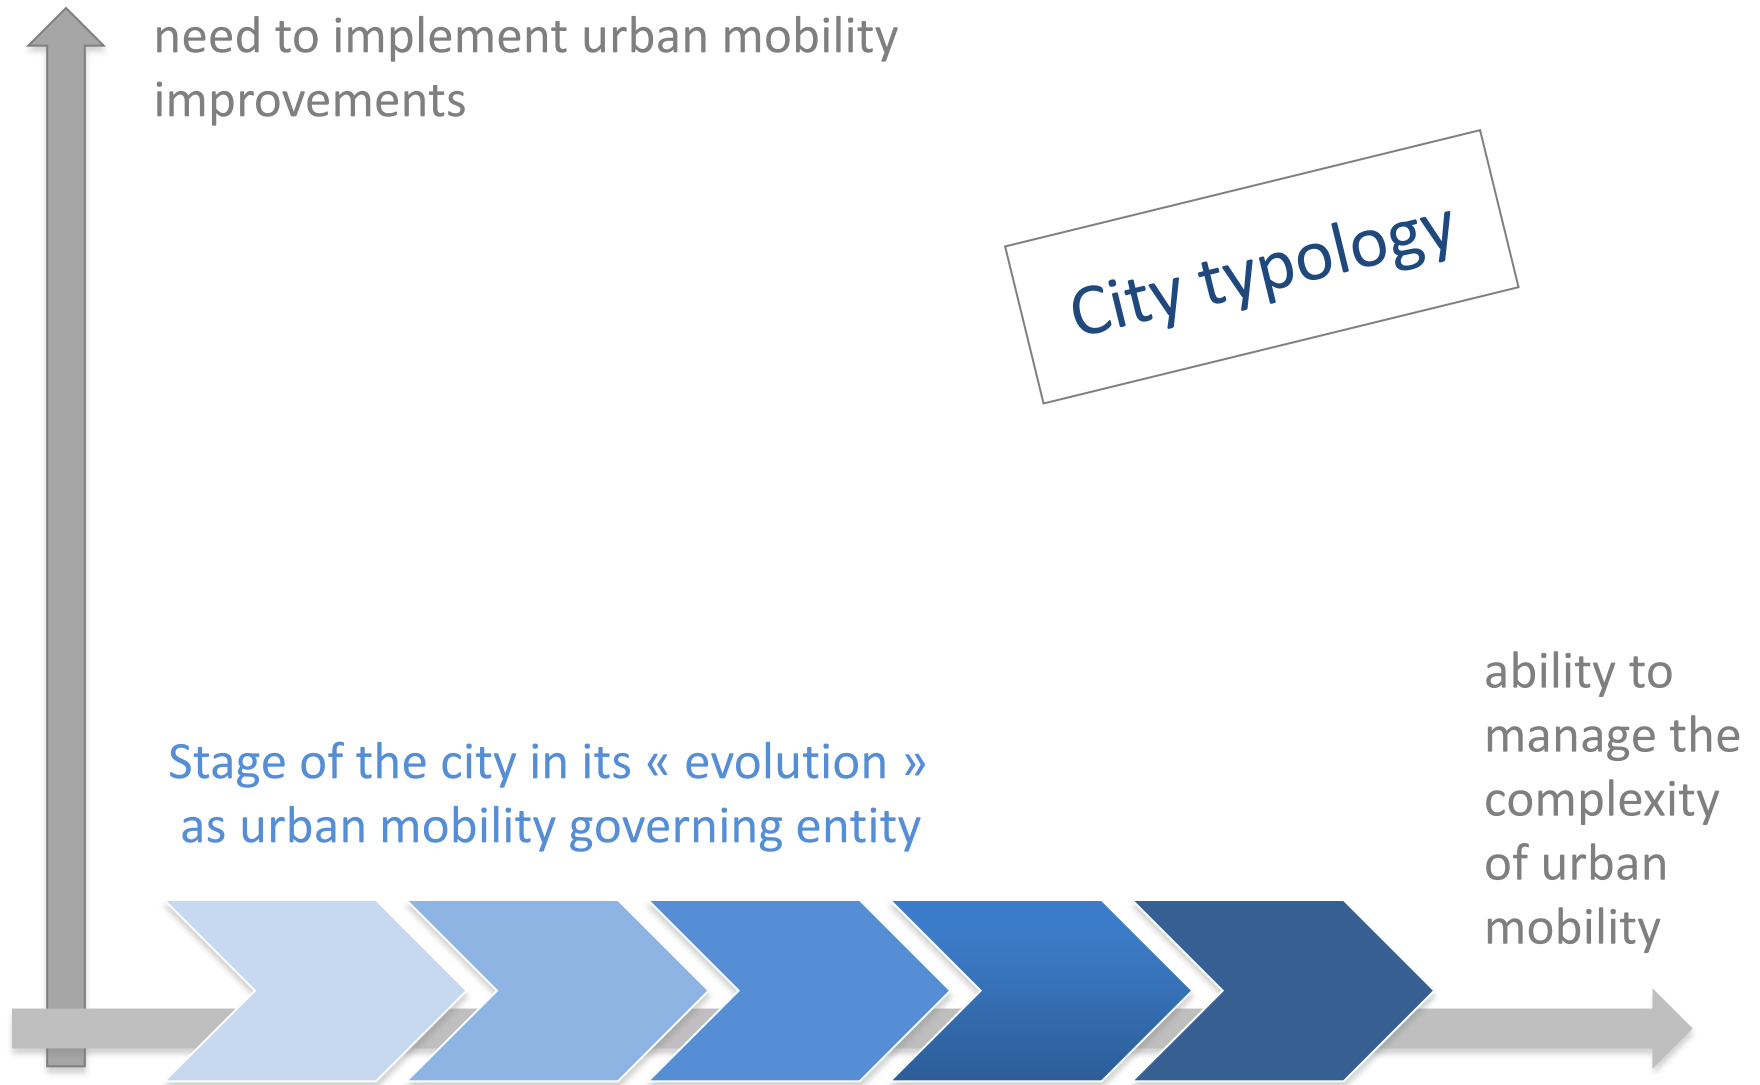 need to implement urban mobility
improvements
City typology
ability to
manage the
complexity
of urban
mobility
Stage of the city in its « evolution »
as urban mobility governing entity